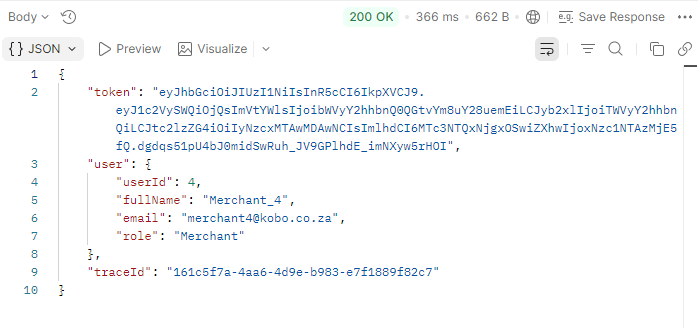 Body
200 OK • 366 ms • 662 B e.g. Save Response
{} JSON Preview Visualize
1 {
2 "token": "eyJhbGciOiJIUzI1NiIsInR5cCI6IkpXVCJ9.
eyJ1c2VySWQiOjQsImVtYWlsIjoibWVyY2hhbnQ0QGtvYm8uY28uemEiLCJyb2xlIjoiTWVyY2hhbn
QiLCJtc2lzZG4iOiIyNzcxMTAwMDAwNCIsImlhdCI6MTc3NTQxNjgxOSwiZXhwIjoxNzc1NTAzMjE5
fQ.dgdqs51pU4bJ0midSwRuh_JV9GPlhdE_imNXyw5rHOI",
3 "user": {
4 "userId": 4,
5 "fullName": "Merchant_4",
6 "email": "merchant4@kobo.co.za",
7 "role": "Merchant"
8 },
9 "traceId": "161c5f7a-4aa6-4d9e-b983-e7f1889f82c7"
10 }